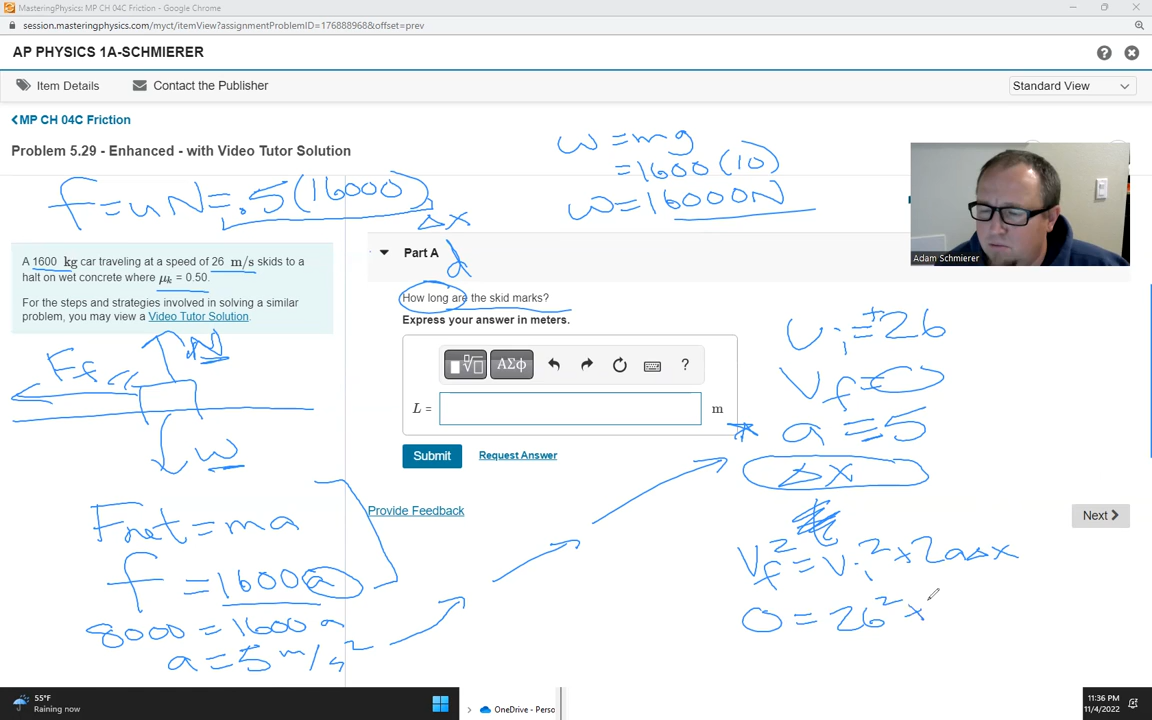 MasteringPhysics: MP CH 04C Friction - Google Chrome
session.masteringphysics.com/myct/itemView?assignmentProblemID=176888968&offset=prev
AP PHYSICS 1A-SCHMIERER
Item Details
Contact the Publisher
Standard View
MP CH 04C Friction
Problem 5.29 - Enhanced - with Video Tutor Solution
w = mg
= 1600 (10)
w = 16000N
f = uN = .5 (16000)
Δx
d
A 1600 kg car traveling at a speed of 26 m/s skids to a
halt on wet concrete where μk = 0.50.
For the steps and strategies involved in solving a similar
problem, you may view a Video Tutor Solution.
Part A
How long are the skid marks?
Express your answer in meters.
√
ΑΣφ
?
L =
m
Submit
Request Answer
Provide Feedback
Next
Adam Schmierer
N
Ff
w
Fnet = ma
f = 1600a
8000 = 1600 a
a = 5 m/s²
Vi = +26
Vf = 0
* a = 5
Δx
Vf² = Vi² x 2aΔx
0 = 26² x
55°F
Raining now
OneDrive - Perso
11:36 PM
11/4/2022